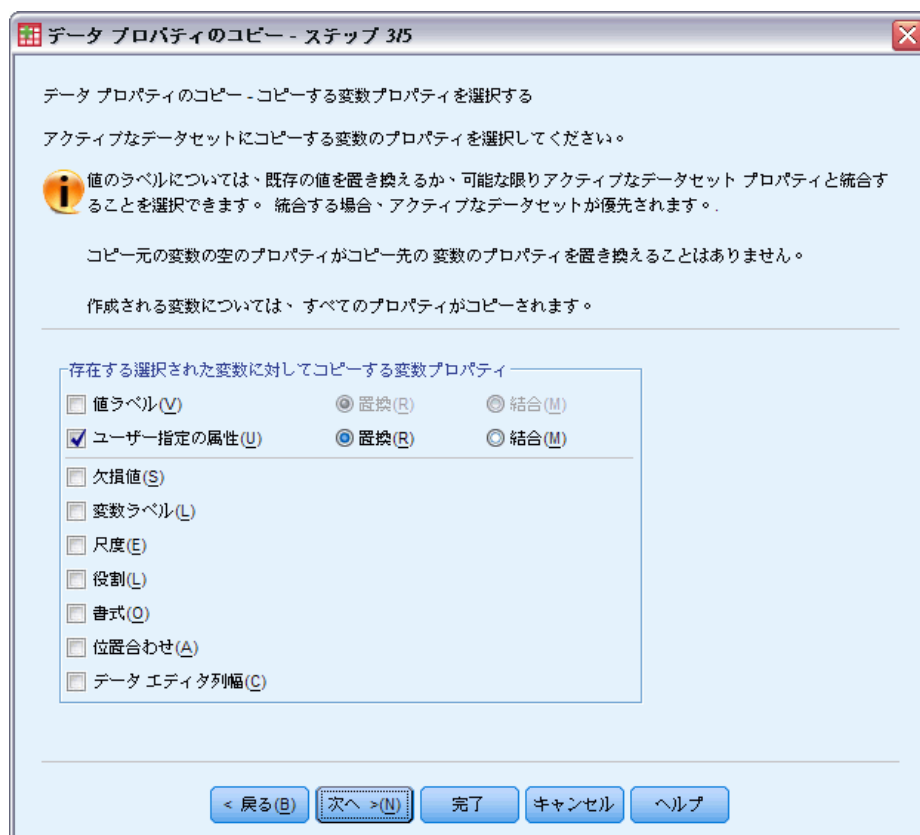 データ プロパティのコピー - ステップ 3/5
データ プロパティのコピー - コピーする変数プロパティを選択する
アクティブなデータセットにコピーする変数のプロパティを選択してください。
値のラベルについては、既存の値を置き換えるか、可能な限りアクティブなデータセット プロパティと統合す
ることを選択できます。 統合する場合、アクティブなデータセットが優先されます。.
コピー元の変数の空のプロパティがコピー先の 変数のプロパティを置き換えることはありません。
作成される変数については、 すべてのプロパティがコピーされます。
存在する選択された変数に対してコピーする変数プロパティ
値ラベル(V) 置換(R) 結合(M)
ユーザー指定の属性(U) 置換(R) 結合(M)
欠損値(S)
変数ラベル(L)
尺度(E)
役割(L)
書式(O)
位置合わせ(A)
データ エディタ列幅(C)
< 戻る(B) 次へ >(N) 完了 キャンセル ヘルプ